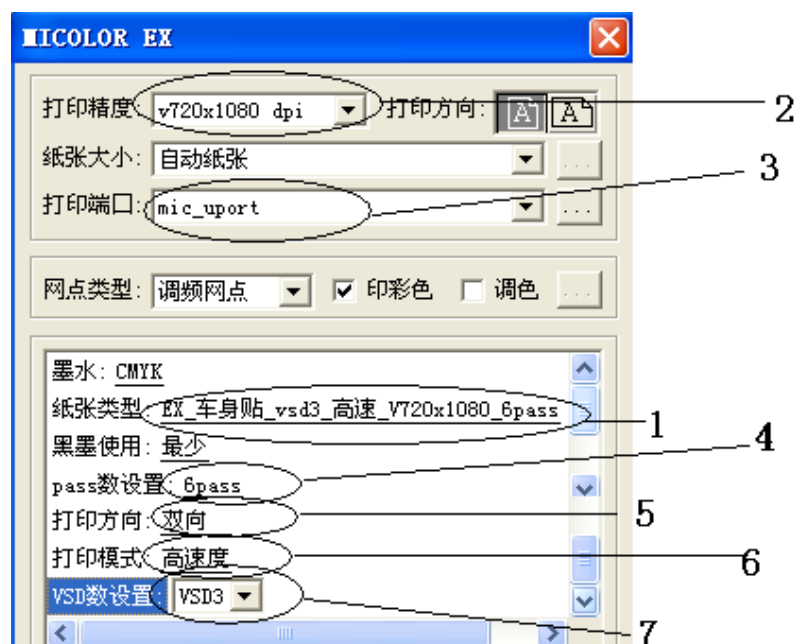 MICOLOR EX
打印精度 v720x1080 dpi 打印方向: A A 2
纸张大小: 自动纸张 ...
3
打印端口: mic_uport ...
网点类型: 调频网点 印彩色 调色 ...
墨水: CMYK
纸张类型 EX_车身贴_vsd3_高速_V720x1080_6pass
1
黑墨使用: 最少
4
pass数设置: 6pass
打印方向: 双向 5
打印模式 高速度 6
VSD数设置: VSD3
7